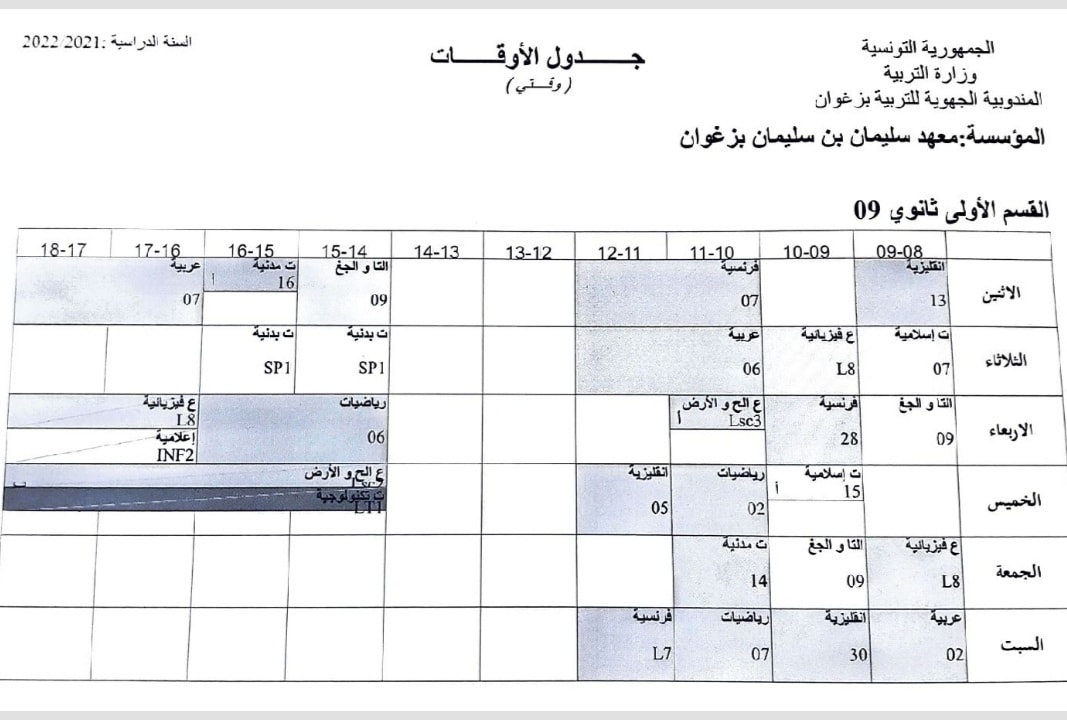 الجمهورية التونسية
وزارة التربية
المندوبية الجهوية للتربية بزغوان
المؤسسة:معهد سليمان بن سليمان بزغوان
جـــــدول الأوقـــــات
(وقــتي)
السنة الدراسية :2022/2021
القسم الأولى ثانوي 09
09-08 10-09 11-10 12-11 13-12 14-13 15-14 16-15 17-16 18-17
الاثنين
انقليزية 13
فرنسية 07
التا و الجغ 09
ت مدنية 16 أ
عربية 07
الثلاثاء
ت إسلامية 07
ع فيزيائية L8
عربية 06
ت بدنية SP1
ت بدنية SP1
الاربعاء
التا و الجغ 09
فرنسية 28
ع الح و الأرض Lsc3 أ
رياضيات 06
ع فيزيائية L8
إعلامية INF2
الخميس
ت إسلامية 15 أ
رياضيات 02
انقليزية 05
ع الح و الأرض
ت تكنولوجية LT1
الجمعة
ع فيزيائية L8
التا و الجغ 09
ت مدنية 14
السبت
عربية 02
انقليزية 30
رياضيات 07
فرنسية L7